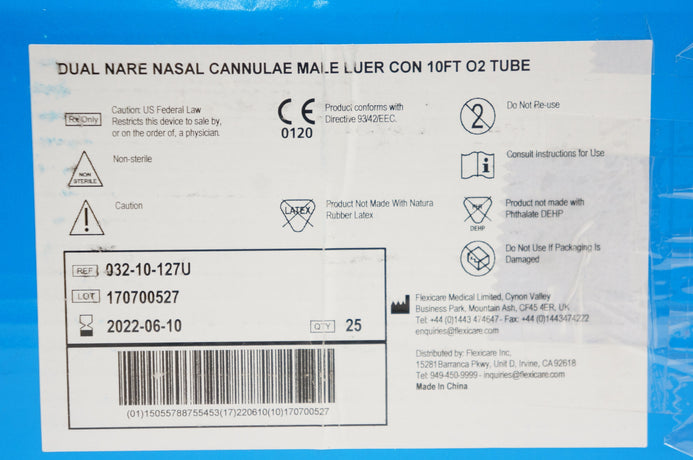 DUAL NARE NASAL CANNULAE MALE LUER CON 10FT O2 TUBE
Rx Only
Caution: US Federal Law
Restricts this device to sale by,
or on the order of, a physician.
CE
0120
Product conforms with
Directive 93/42/EEC.
2
Do Not Re-use
NON
STERILE
Non-sterile
i
Consult Instructions for Use
!
Caution
LATEX
Product Not Made With Natura
Rubber Latex
PHT
DEHP
Product not made with
Phthalate DEHP
Do Not Use If Packaging Is
Damaged
REF 032-10-127U
LOT 170700527
2022-06-10
QTY 25
(01)15055788755453(17)220610(10)170700527
Flexicare Medical Limited, Cynon Valley
Business Park, Mountain Ash, CF45 4ER, UK
Tel: +44 (0)1443 474647- Fax: +44 (0)1443474222
enquiries@flexicare.com
Distributed by: Flexicare Inc,
15281Barranca Pkwy, Unit D, Irvine, CA 92618
Tel: 949-450-9999 - inquiries@flexicare.com
Made In China